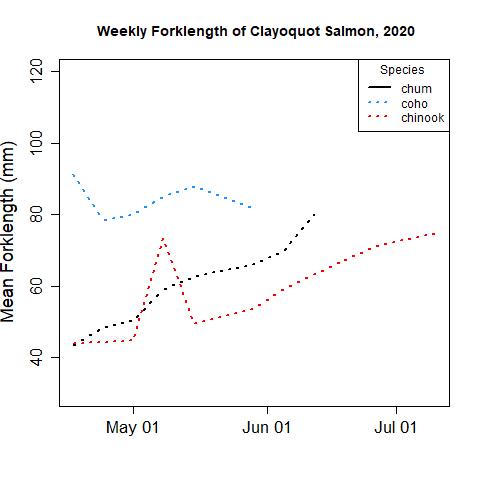 Weekly Forklength of Clayoquot Salmon, 2020
Species
chum
coho
chinook
Mean Forklength (mm)
120
100
80
60
40
May 01 Jun 01 Jul 01